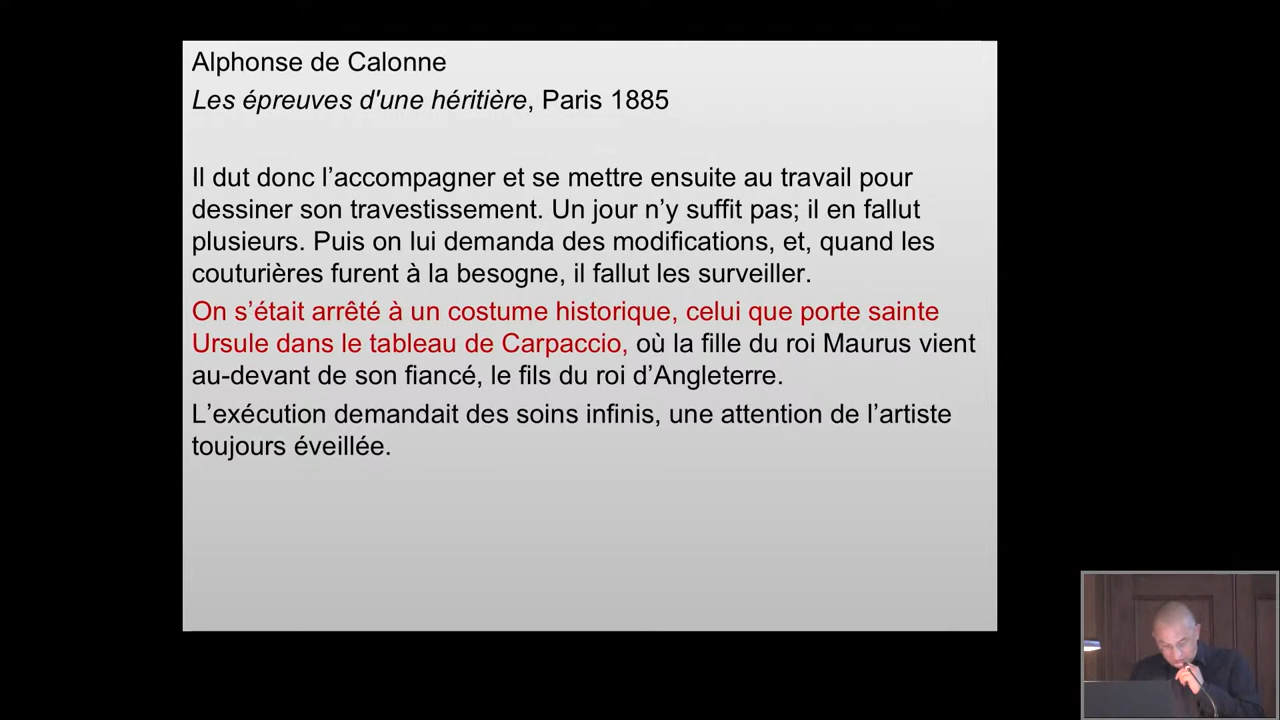 Alphonse de Calonne
Les épreuves d'une héritière, Paris 1885
Il dut donc l’accompagner et se mettre ensuite au travail pour
dessiner son travestissement. Un jour n’y suffit pas; il en fallut
plusieurs. Puis on lui demanda des modifications, et, quand les
couturières furent à la besogne, il fallut les surveiller.
On s’était arrêté à un costume historique, celui que porte sainte
Ursule dans le tableau de Carpaccio, où la fille du roi Maurus vient
au-devant de son fiancé, le fils du roi d’Angleterre.
L’exécution demandait des soins infinis, une attention de l’artiste
toujours éveillée.